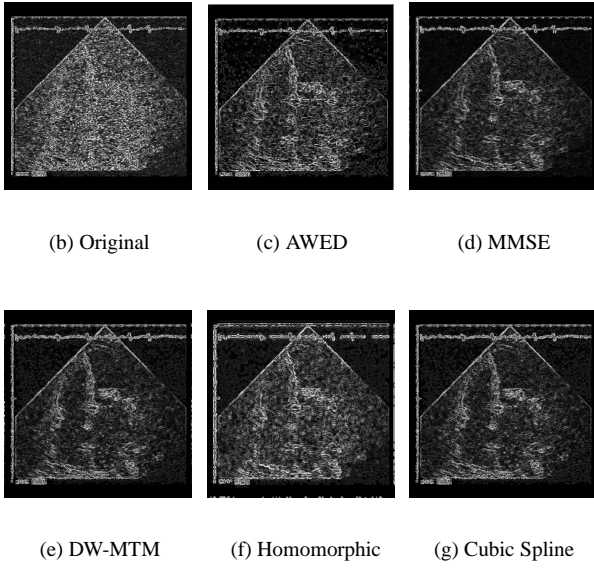 (b) Original
(c) AWED
(d) MMSE
(e) DW-MTM
(f) Homomorphic
(g) Cubic Spline